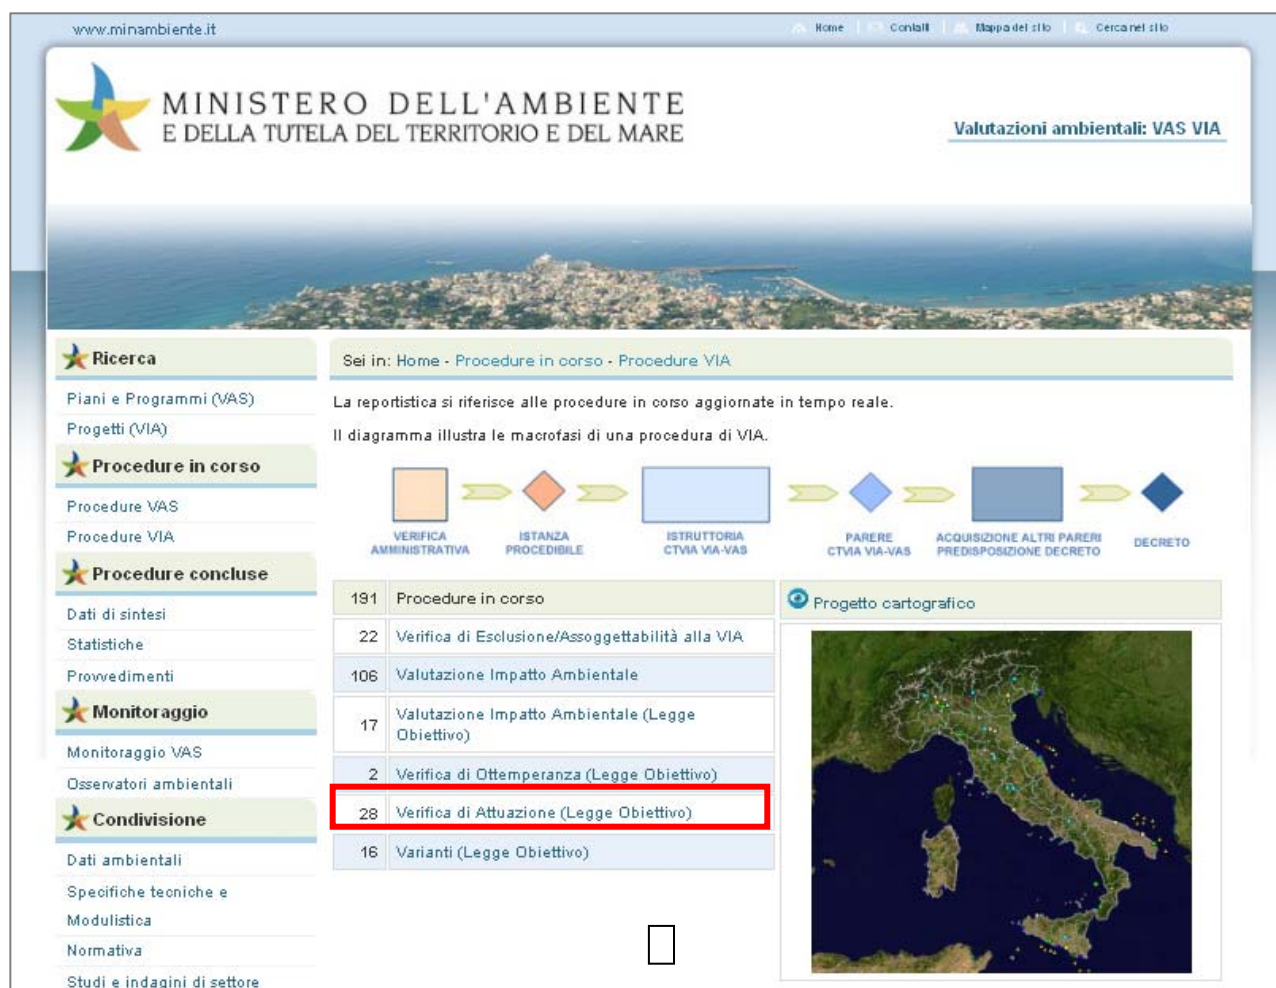 www.minambiente.it
Home
Contatti
Mappa del sito
Cerca nel sito
MINISTERO DELL'AMBIENTE
E DELLA TUTELA DEL TERRITORIO E DEL MARE
Valutazioni ambientali: VAS VIA
Ricerca
Piani e Programmi (VAS)
Progetti (VIA)
Procedure in corso
Procedure VAS
Procedure VIA
Procedure concluse
Dati di sintesi
Statistiche
Provvedimenti
Monitoraggio
Monitoraggio VAS
Osservatori ambientali
Condivisione
Dati ambientali
Specifiche tecniche e
Modulistica
Normativa
Studi e indagini di settore
Sei in: Home - Procedure in corso - Procedure VIA
La reportistica si riferisce alle procedure in corso aggiornate in tempo reale.
Il diagramma illustra le macrofasi di una procedura di VIA.
VERIFICA
AMMINISTRATIVA
ISTANZA
PROCEDIBILE
ISTRUTTORIA
CTVIA VIA-VAS
PARERE
CTVIA VIA-VAS
ACQUISIZIONE ALTRI PARERI
PREDISPOSIZIONE DECRETO
DECRETO
191 Procedure in corso
22 Verifica di Esclusione/Assoggettabilità alla VIA
106 Valutazione Impatto Ambientale
17 Valutazione Impatto Ambientale (Legge
Obiettivo)
2 Verifica di Ottemperanza (Legge Obiettivo)
28 Verifica di Attuazione (Legge Obiettivo)
16 Varianti (Legge Obiettivo)
Progetto cartografico